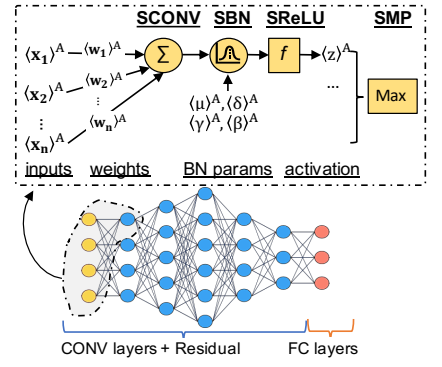 SCONV SBN SReLU SMP
⟨x₁⟩ᴬ ⟨w₁⟩ᴬ Σ f ⟨z⟩ᴬ
⟨x₂⟩ᴬ ⟨w₂⟩ᴬ ... Max
⋮ ⋮ ⟨μ⟩ᴬ,⟨δ⟩ᴬ
⟨xₙ⟩ᴬ ⟨wₙ⟩ᴬ ⟨γ⟩ᴬ,⟨β⟩ᴬ
inputs weights BN params activation
CONV layers + Residual FC layers